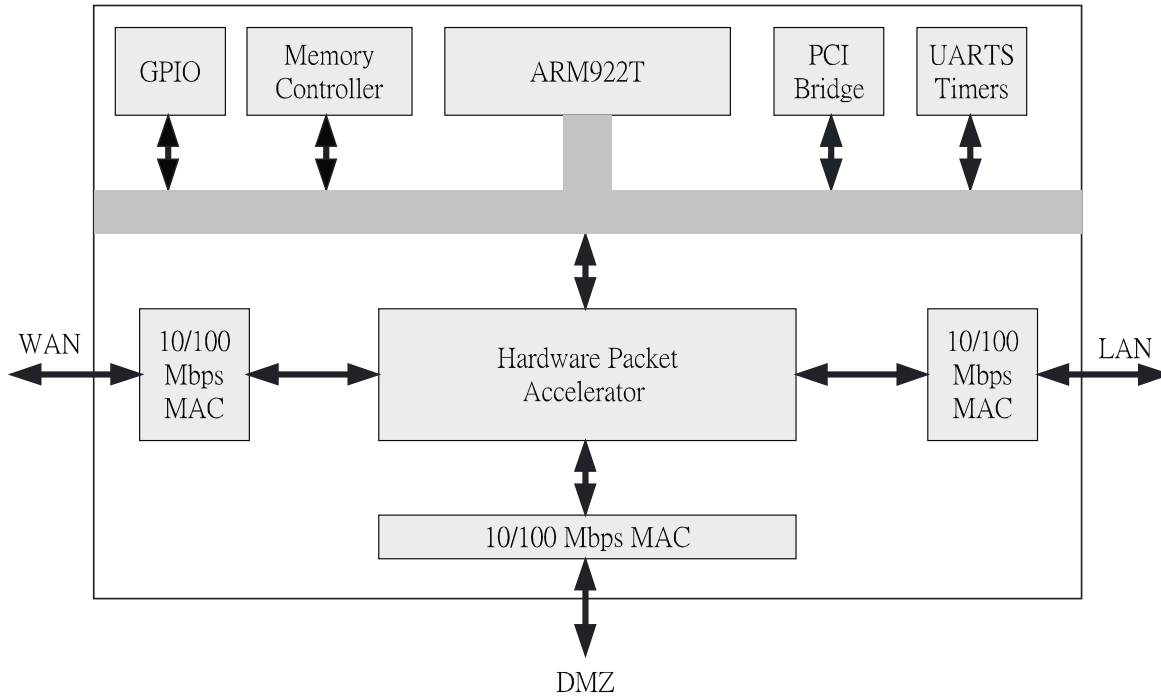 GPIO
Memory
Controller
ARM922T
PCI
Bridge
UARTS
Timers
WAN
10/100
Mbps
MAC
Hardware Packet
Accelerator
10/100
Mbps
MAC
LAN
10/100 Mbps MAC
DMZ